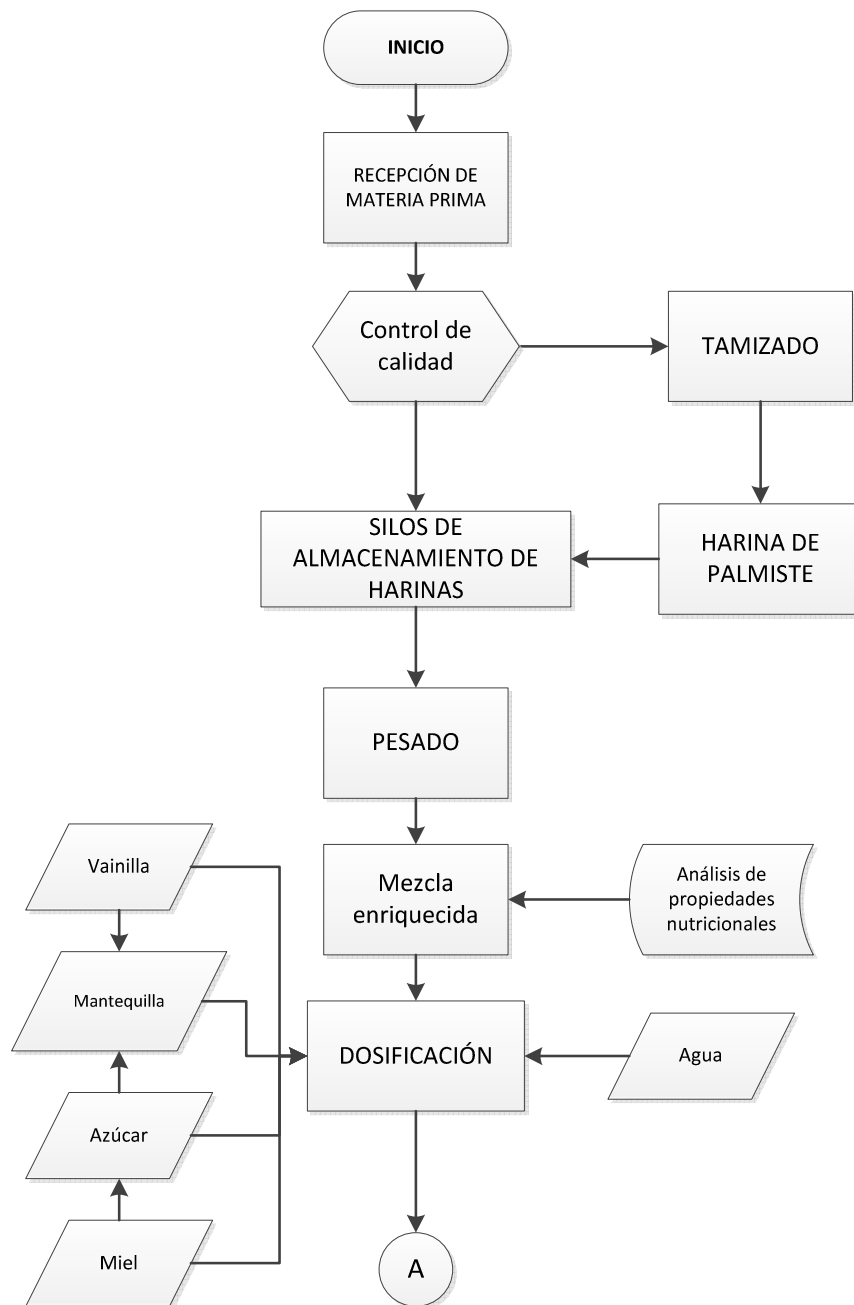 INICIO
RECEPCIÓN DE
MATERIA PRIMA
Control de
calidad
TAMIZADO
SILOS DE
ALMACENAMIENTO DE
HARINAS
HARINA DE
PALMISTE
PESADO
Vainilla
Mezcla
enriquecida
Análisis de
propiedades
nutricionales
Mantequilla
DOSIFICACIÓN
Agua
Azúcar
Miel
A